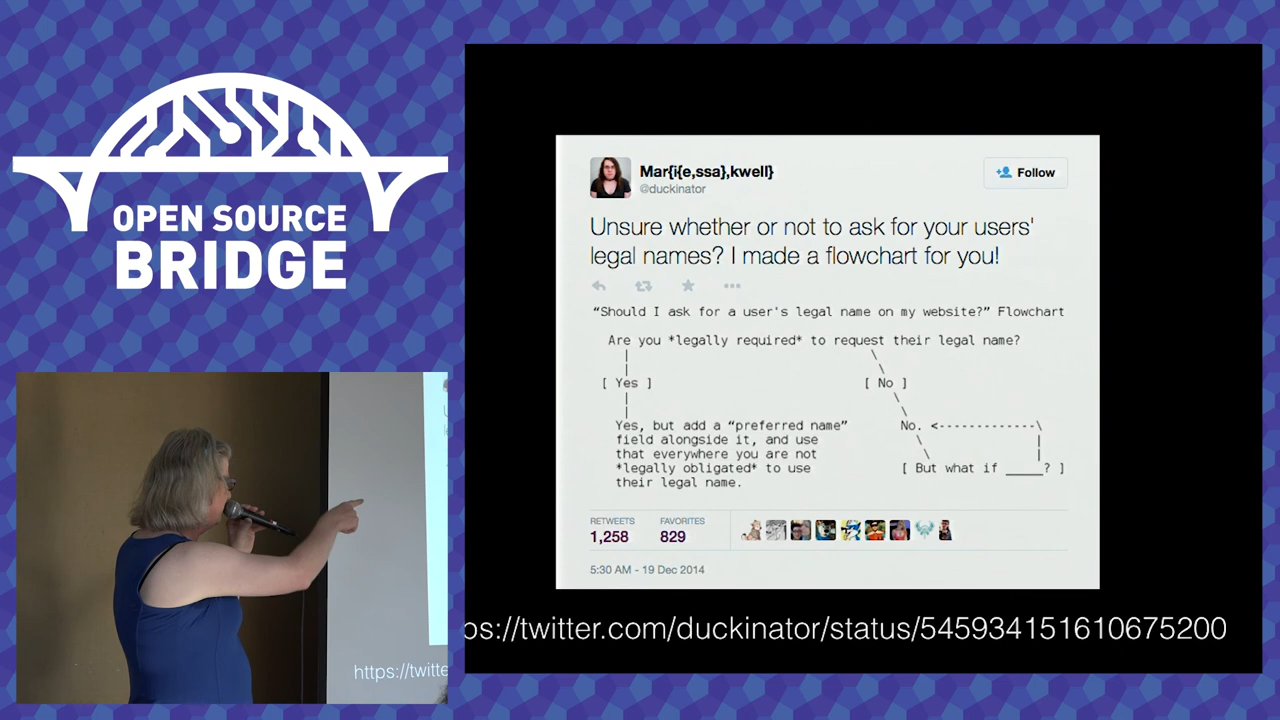 OPEN SOURCE
BRIDGE
Mar{i{e,ssa},kwell}
@duckinator
Follow
Unsure whether or not to ask for your users'
legal names? I made a flowchart for you!
“Should I ask for a user's legal name on my website?” Flowchart
Are you *legally required* to request their legal name?
[ Yes ]
[ No ]
Yes, but add a “preferred name”
field alongside it, and use
that everywhere you are not
*legally obligated* to use
their legal name.
No. <-------------\
[ But what if _____? ]
RETWEETS
1,258
FAVORITES
829
5:30 AM - 19 Dec 2014
ps://twitter.com/duckinator/status/545934151610675200
https://twitte